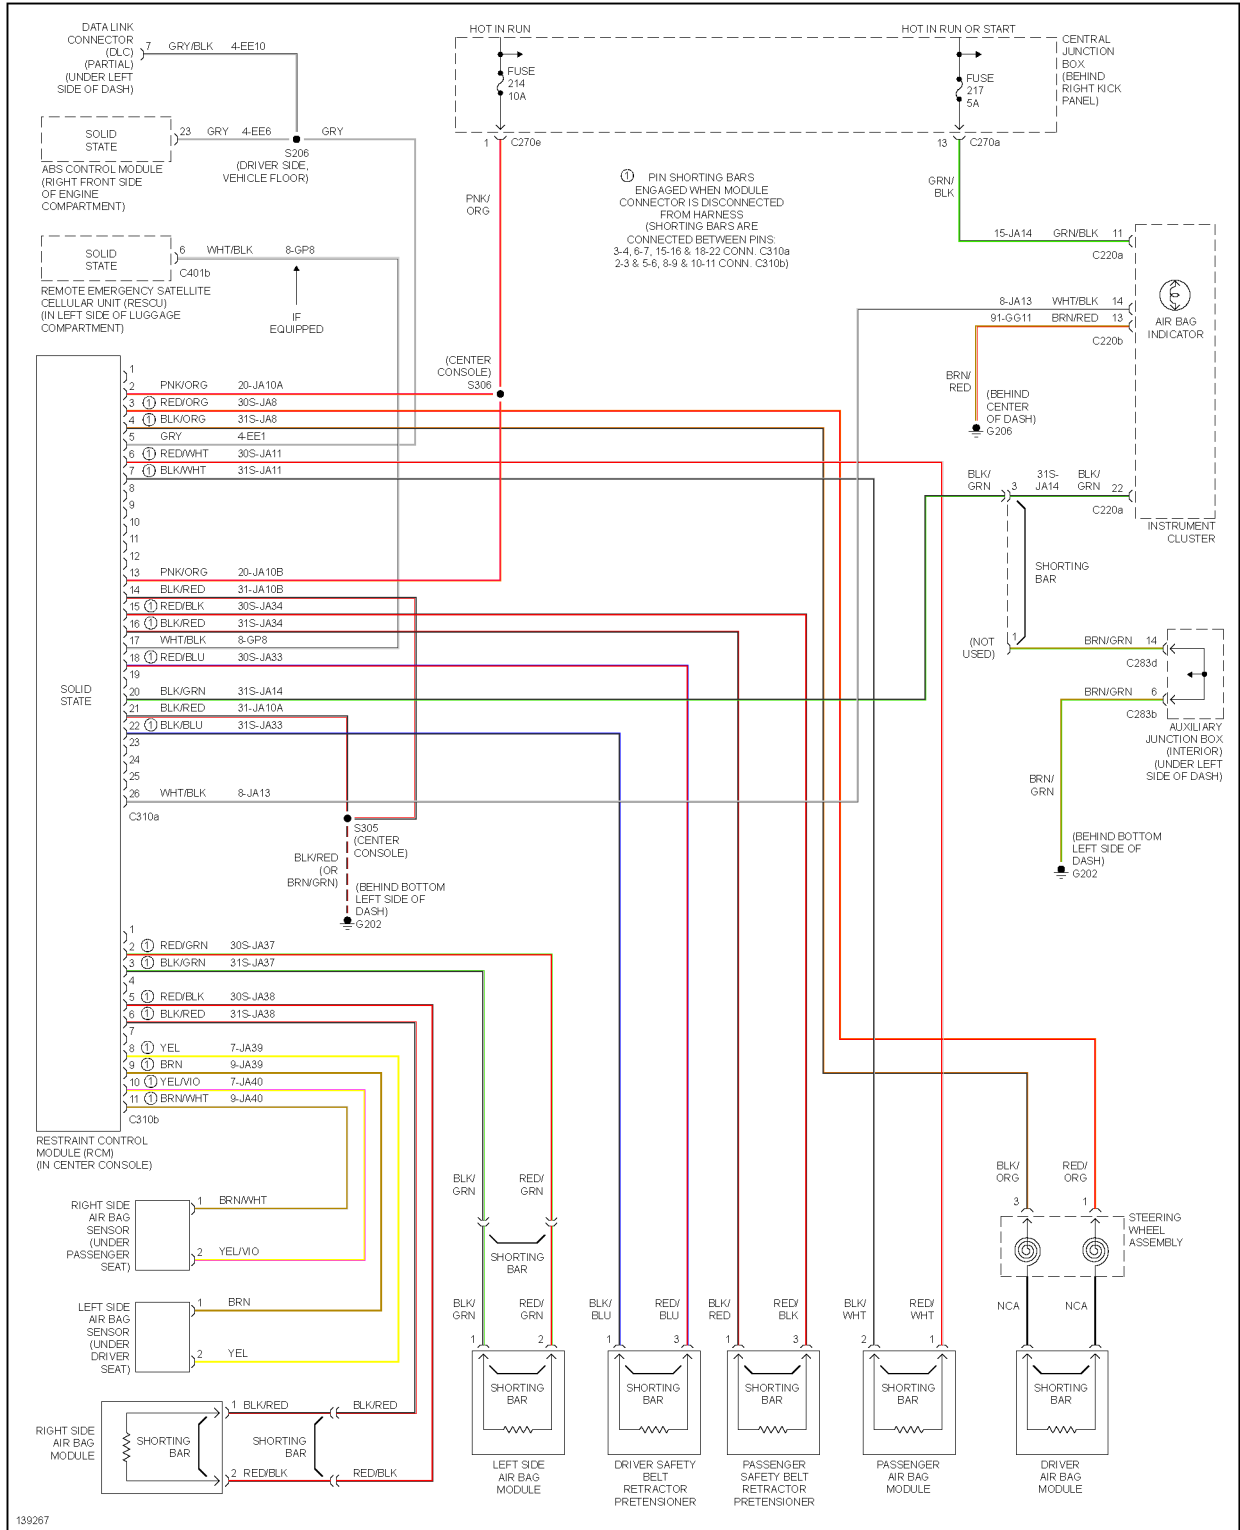 DATA LINK
CONNECTOR
(DLC)
(PARTIAL)
(UNDER LEFT
SIDE OF DASH)
7 GRY/BLK 4-EE10
SOLID
STATE
23 GRY 4-EE6 GRY
S206
(DRIVER SIDE,
VEHICLE FLOOR)
ABS CONTROL MODULE
(RIGHT FRONT SIDE
OF ENGINE
COMPARTMENT)
SOLID
STATE
6 WHT/BLK 8-GP8
C401b
REMOTE EMERGENCY SATELLITE
CELLULAR UNIT (RESCU)
(IN LEFT SIDE OF LUGGAGE
COMPARTMENT)
IF
EQUIPPED
HOT IN RUN
FUSE
214
10A
1 C270e
PNK/
ORG
HOT IN RUN OR START
FUSE
217
5A
13 C270a
GRN/
BLK
CENTRAL
JUNCTION
BOX
(BEHIND
RIGHT KICK
PANEL)
1 PIN SHORTING BARS
ENGAGED WHEN MODULE
CONNECTOR IS DISCONNECTED
FROM HARNESS
(SHORTING BARS ARE
CONNECTED BETWEEN PINS:
3-4, 6-7, 15-16 & 18-22 CONN. C310a
2-3 & 5-6, 8-9 & 10-11 CONN. C310b)
15-JA14 GRN/BLK 11
C220a
8-JA13 WHT/BLK 14
91-GG11 BRN/RED 13
C220b
AIR BAG
INDICATOR
BRN/
RED
(BEHIND
CENTER
OF DASH)
G206
BLK/
GRN
3
31S-
JA14
BLK/
GRN
22
C220a
INSTRUMENT
CLUSTER
SHORTING
BAR
(NOT
USED)
1
BRN/GRN 14
C283d
BRN/GRN 6
C283b
AUXILIARY
JUNCTION BOX
(INTERIOR)
(UNDER LEFT
SIDE OF DASH)
BRN/
GRN
(BEHIND BOTTOM
LEFT SIDE OF
DASH)
G202
(CENTER
CONSOLE)
S306
SOLID
STATE
1
2 PNK/ORG 20-JA10A
3 1 RED/ORG 30S-JA8
4 1 BLK/ORG 31S-JA8
5 GRY 4-EE1
6 1 RED/WHT 30S-JA11
7 1 BLK/WHT 31S-JA11
8
9
10
11
12
13 PNK/ORG 20-JA10B
14 BLK/RED 31-JA10B
15 1 RED/BLK 30S-JA34
16 1 BLK/RED 31S-JA34
17 WHT/BLK 8-GP8
18 1 RED/BLU 30S-JA33
19
20 BLK/GRN 31S-JA14
21 BLK/RED 31-JA10A
22 1 BLK/BLU 31S-JA33
23
24
25
26 WHT/BLK 8-JA13
C310a
S305
(CENTER
CONSOLE)
BLK/RED
(OR
BRN/GRN)
(BEHIND BOTTOM
LEFT SIDE OF
DASH)
G202
1
2 1 RED/GRN 30S-JA37
3 1 BLK/GRN 31S-JA37
4
5 1 RED/BLK 30S-JA38
6 1 BLK/RED 31S-JA38
7
8 1 YEL 7-JA39
9 1 BRN 9-JA39
10 1 YEL/VIO 7-JA40
11 1 BRN/WHT 9-JA40
C310b
RESTRAINT CONTROL
MODULE (RCM)
(IN CENTER CONSOLE)
RIGHT SIDE
AIR BAG
SENSOR
(UNDER
PASSENGER
SEAT)
1 BRN/WHT
2 YEL/VIO
LEFT SIDE
AIR BAG
SENSOR
(UNDER
DRIVER
SEAT)
1 BRN
2 YEL
RIGHT SIDE
AIR BAG
MODULE
SHORTING
BAR
1 BLK/RED BLK/RED
SHORTING
BAR
2 RED/BLK RED/BLK
BLK/
GRN
RED/
GRN
SHORTING
BAR
BLK/
GRN
RED/
GRN
1 2
SHORTING
BAR
LEFT SIDE
AIR BAG
MODULE
BLK/
BLU
RED/
BLU
1 3
SHORTING
BAR
DRIVER SAFETY
BELT
RETRACTOR
PRETENSIONER
BLK/
RED
RED/
BLK
1 3
SHORTING
BAR
PASSENGER
SAFETY BELT
RETRACTOR
PRETENSIONER
BLK/
WHT
RED/
WHT
2 1
SHORTING
BAR
PASSENGER
AIR BAG
MODULE
BLK/
ORG
RED/
ORG
3 1
STEERING
WHEEL
ASSEMBLY
NCA NCA
SHORTING
BAR
DRIVER
AIR BAG
MODULE
139267